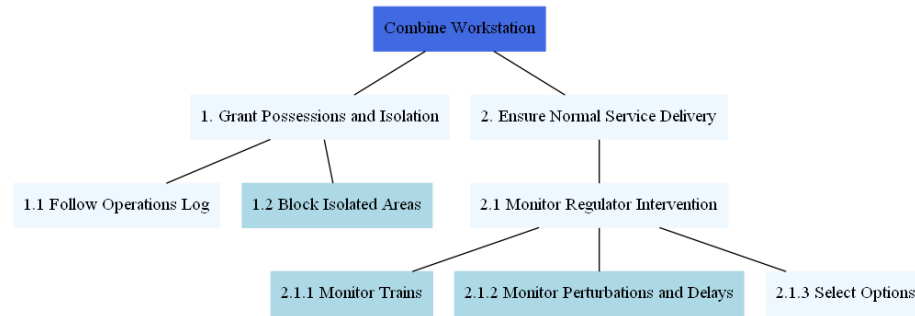 Combine Workstation
1. Grant Possessions and Isolation
2. Ensure Normal Service Delivery
1.1 Follow Operations Log
1.2 Block Isolated Areas
2.1 Monitor Regulator Intervention
2.1.1 Monitor Trains
2.1.2 Monitor Perturbations and Delays
2.1.3 Select Options